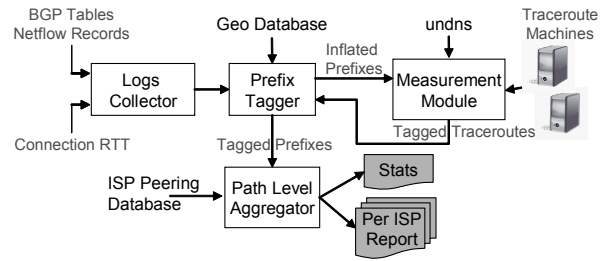 BGP Tables
Netflow Records
Geo Database
undns
Traceroute
Machines
Inflated
Prefixes
Logs
Collector
Prefix
Tagger
Measurement
Module
Connection RTT
Tagged Prefixes
Tagged Traceroutes
ISP Peering
Database
Path Level
Aggregator
Stats
Per ISP
Report